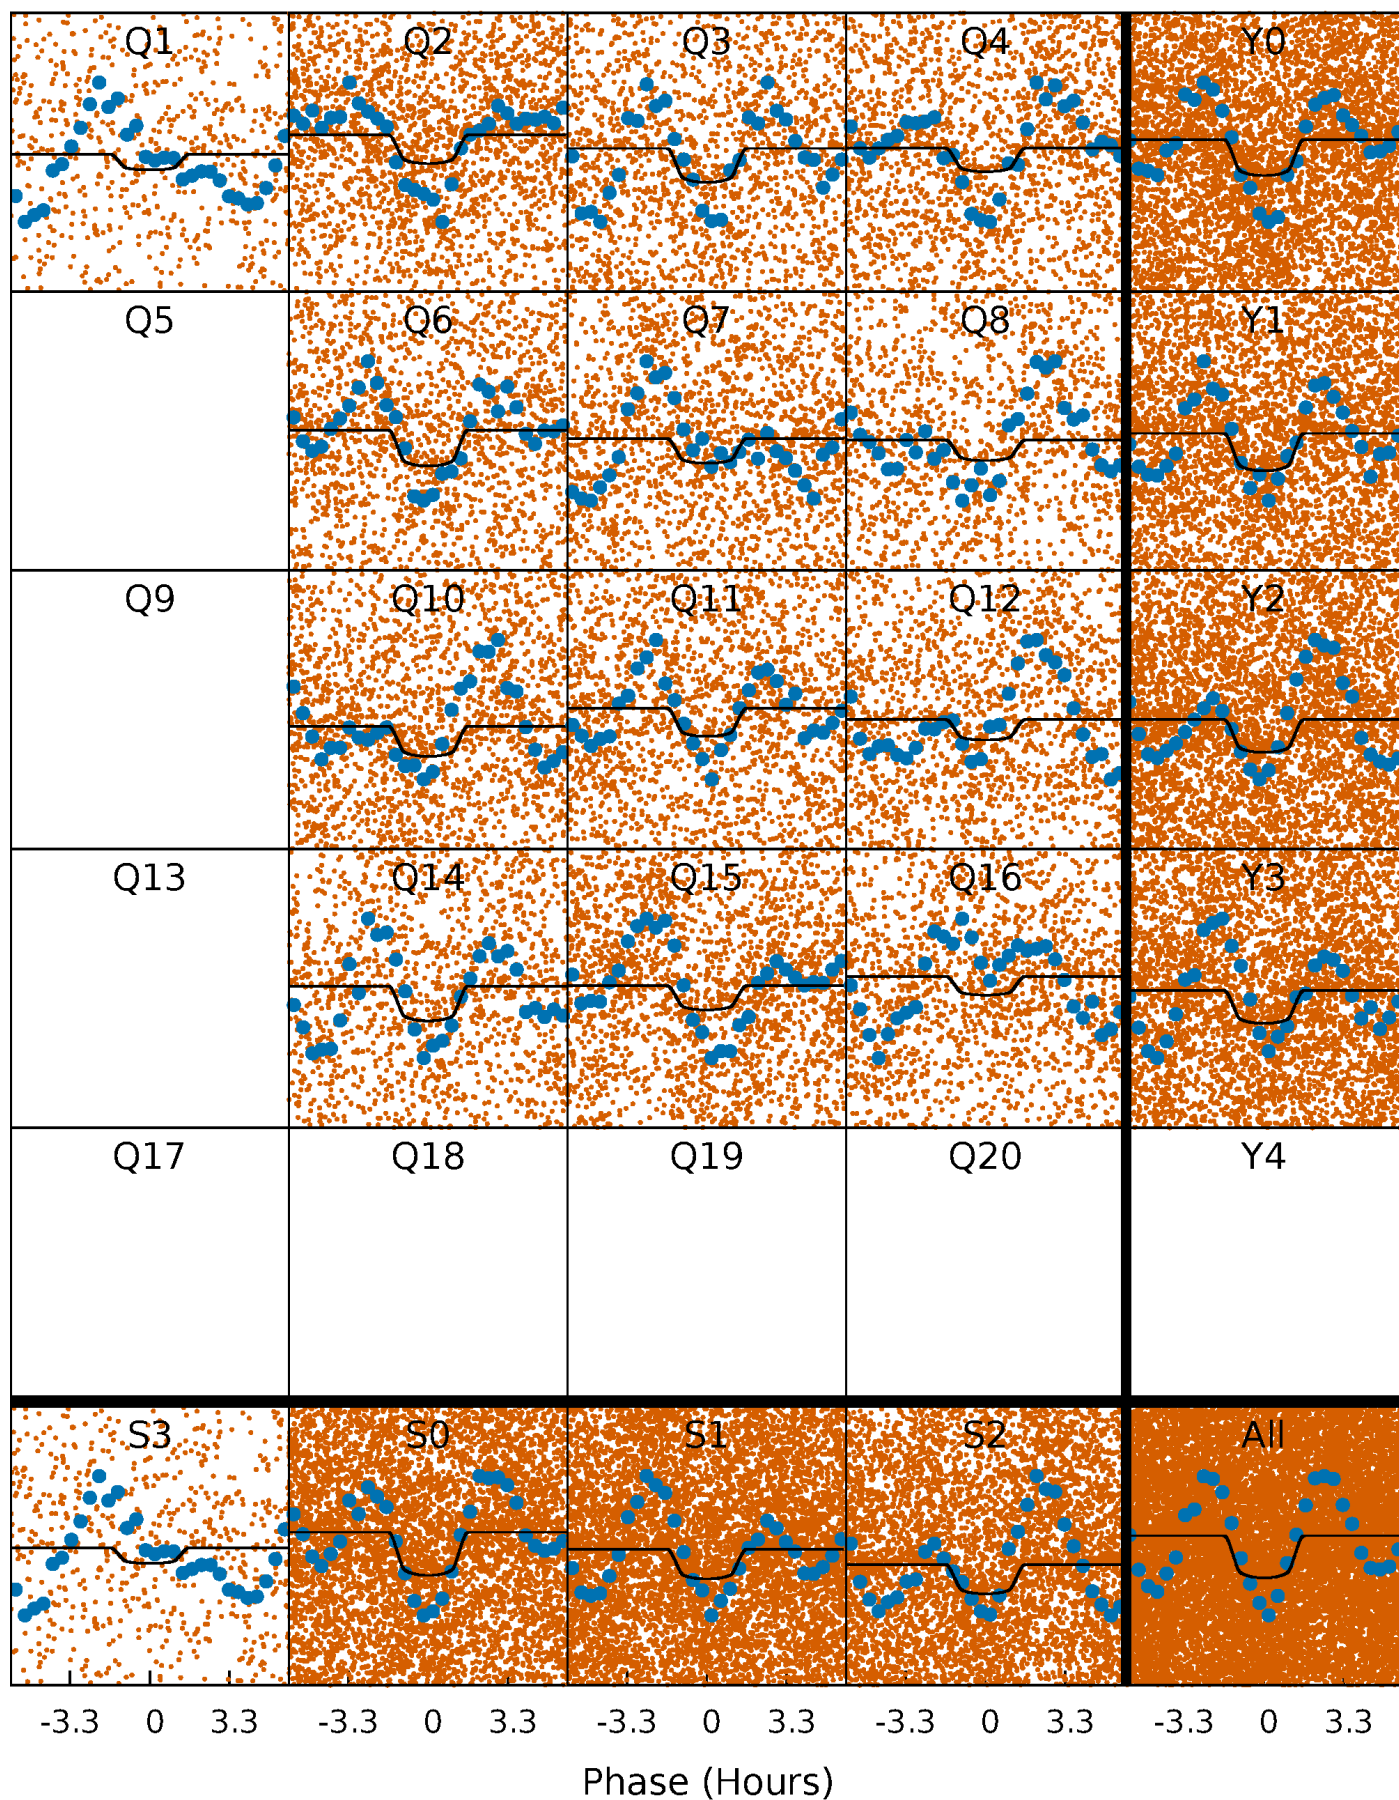 Q1 Q2 Q3 Q4 Y0
Q5 Q6 Q7 Q8 Y1
Q9 Q10 Q11 Q12 Y2
Q13 Q14 Q15 Q16 Y3
Q17 Q18 Q19 Q20 Y4
S3 S0 S1 S2 All
-3.3 0 3.3 -3.3 0 3.3 -3.3 0 3.3 -3.3 0 3.3 -3.3 0 3.3
Phase (Hours)